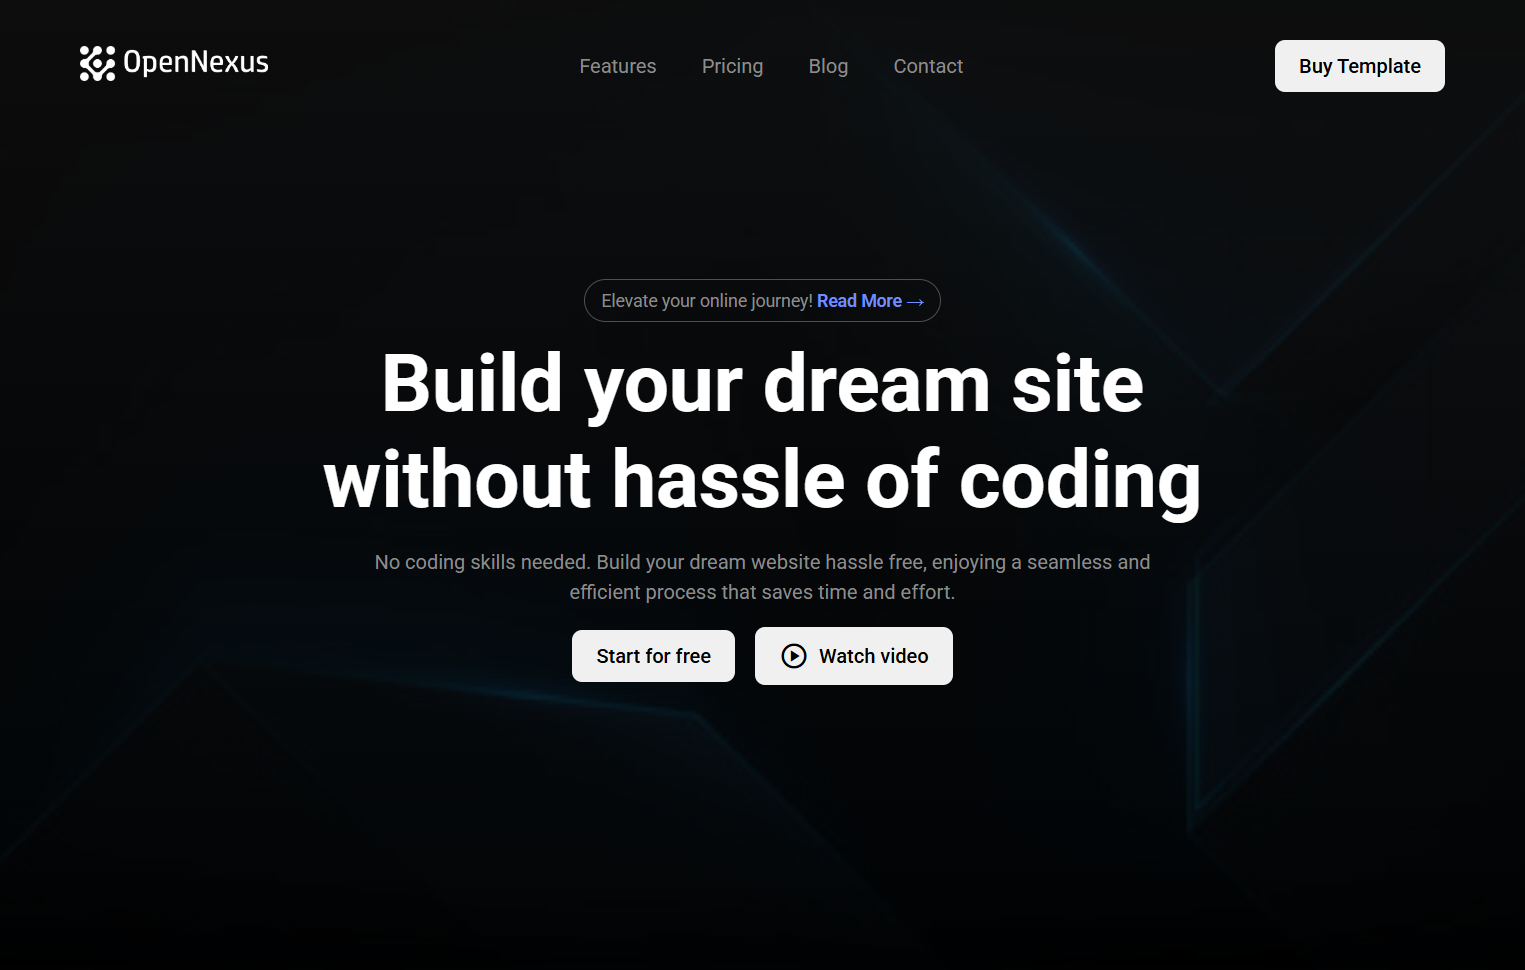 OpenNexus
Features
Pricing
Blog
Contact
Buy Template
Elevate your online journey! Read More →
Build your dream site
without hassle of coding
No coding skills needed. Build your dream website hassle free, enjoying a seamless and
efficient process that saves time and effort.
Start for free
Watch video